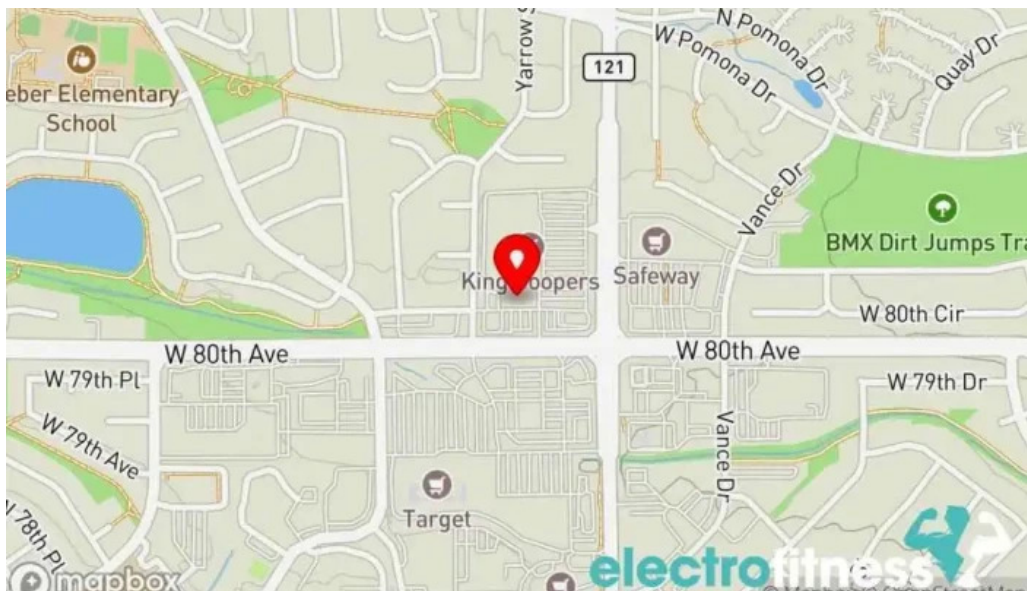 N Pomona Dr
W Pomona Dr
Quay Dr
Yarrow
121
eber Elementary
School
Vance Dr
BMX Dirt Jumps Tra
King oopers
Safeway
W 80th Cir
W 80th Ave
W 80th Ave
W 79th Pl
W 79th Dr
W 79th Ave
Vance Dr
78th Pl
Target
electrofitness
mapbox